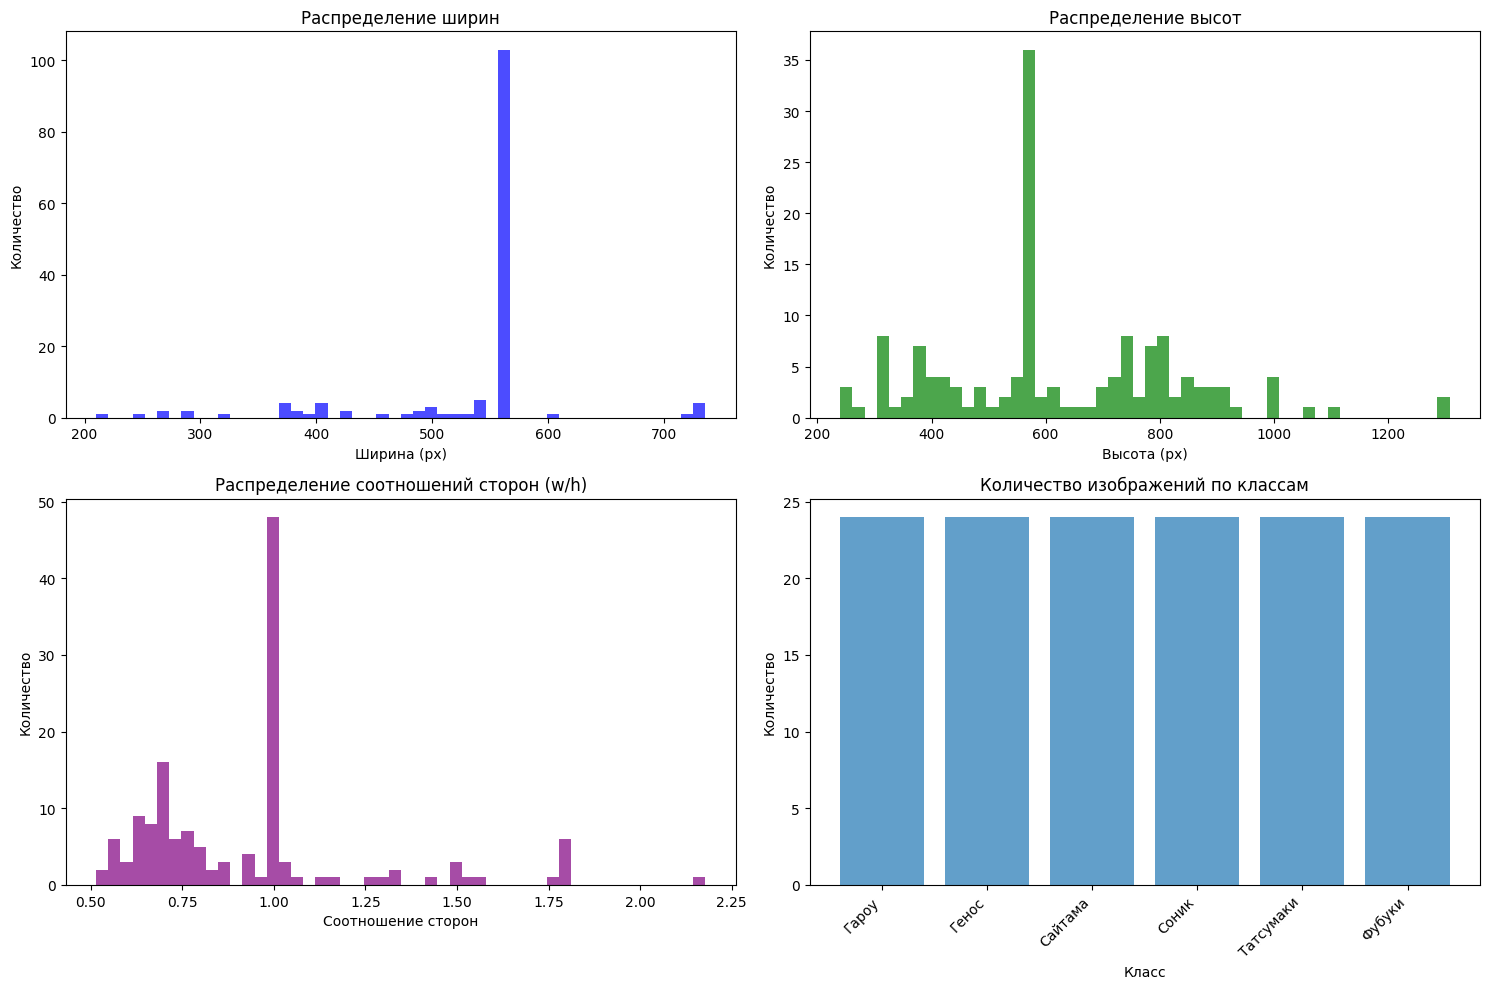 Распределение ширин
Количество
100
80
60
40
20
0
200 300 400 500 600 700
Ширина (px)
Распределение высот
Количество
35
30
25
20
15
10
5
0
200 400 600 800 1000 1200
Высота (px)
Распределение соотношений сторон (w/h)
Количество
50
40
30
20
10
0
0.50 0.75 1.00 1.25 1.50 1.75 2.00 2.25
Соотношение сторон
Количество изображений по классам
Количество
25
20
15
10
5
0
Гароу
Генос
Сайтама
Соник
Татсумаки
Фубуки
Класс